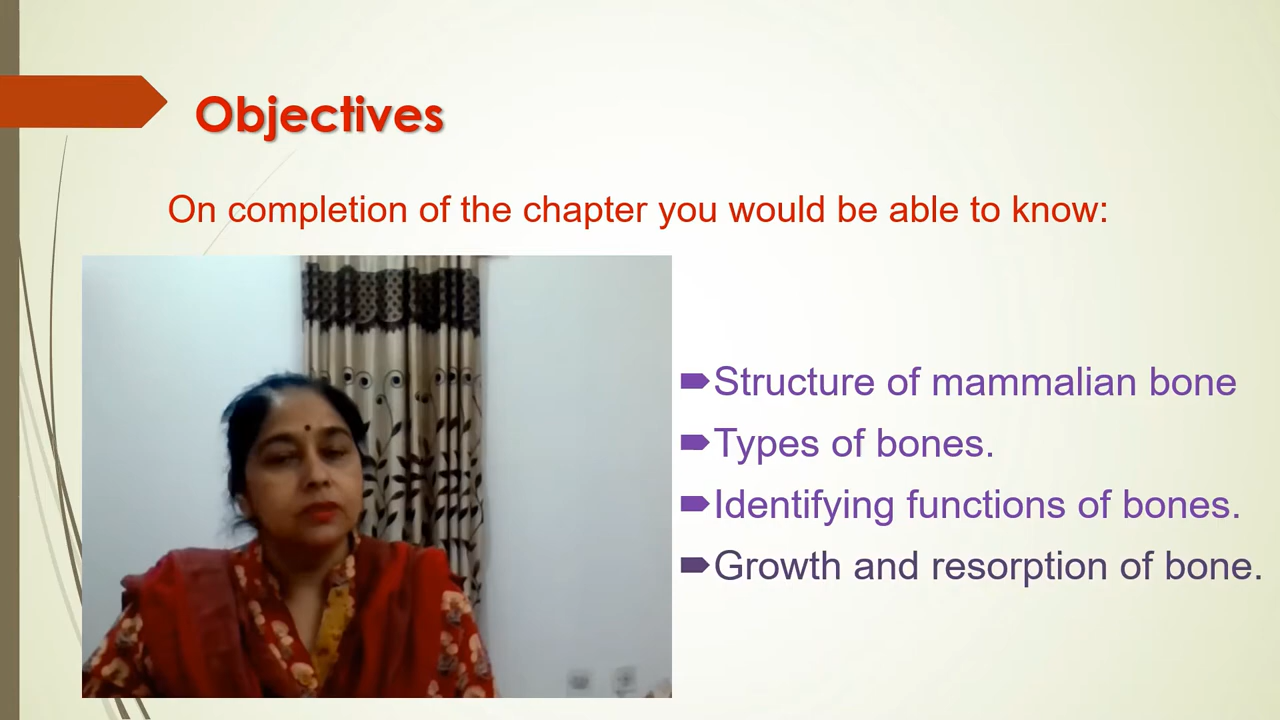 Objectives
On completion of the chapter you would be able to know:
Structure of mammalian bone
Types of bones.
Identifying functions of bones.
Growth and resorption of bone.